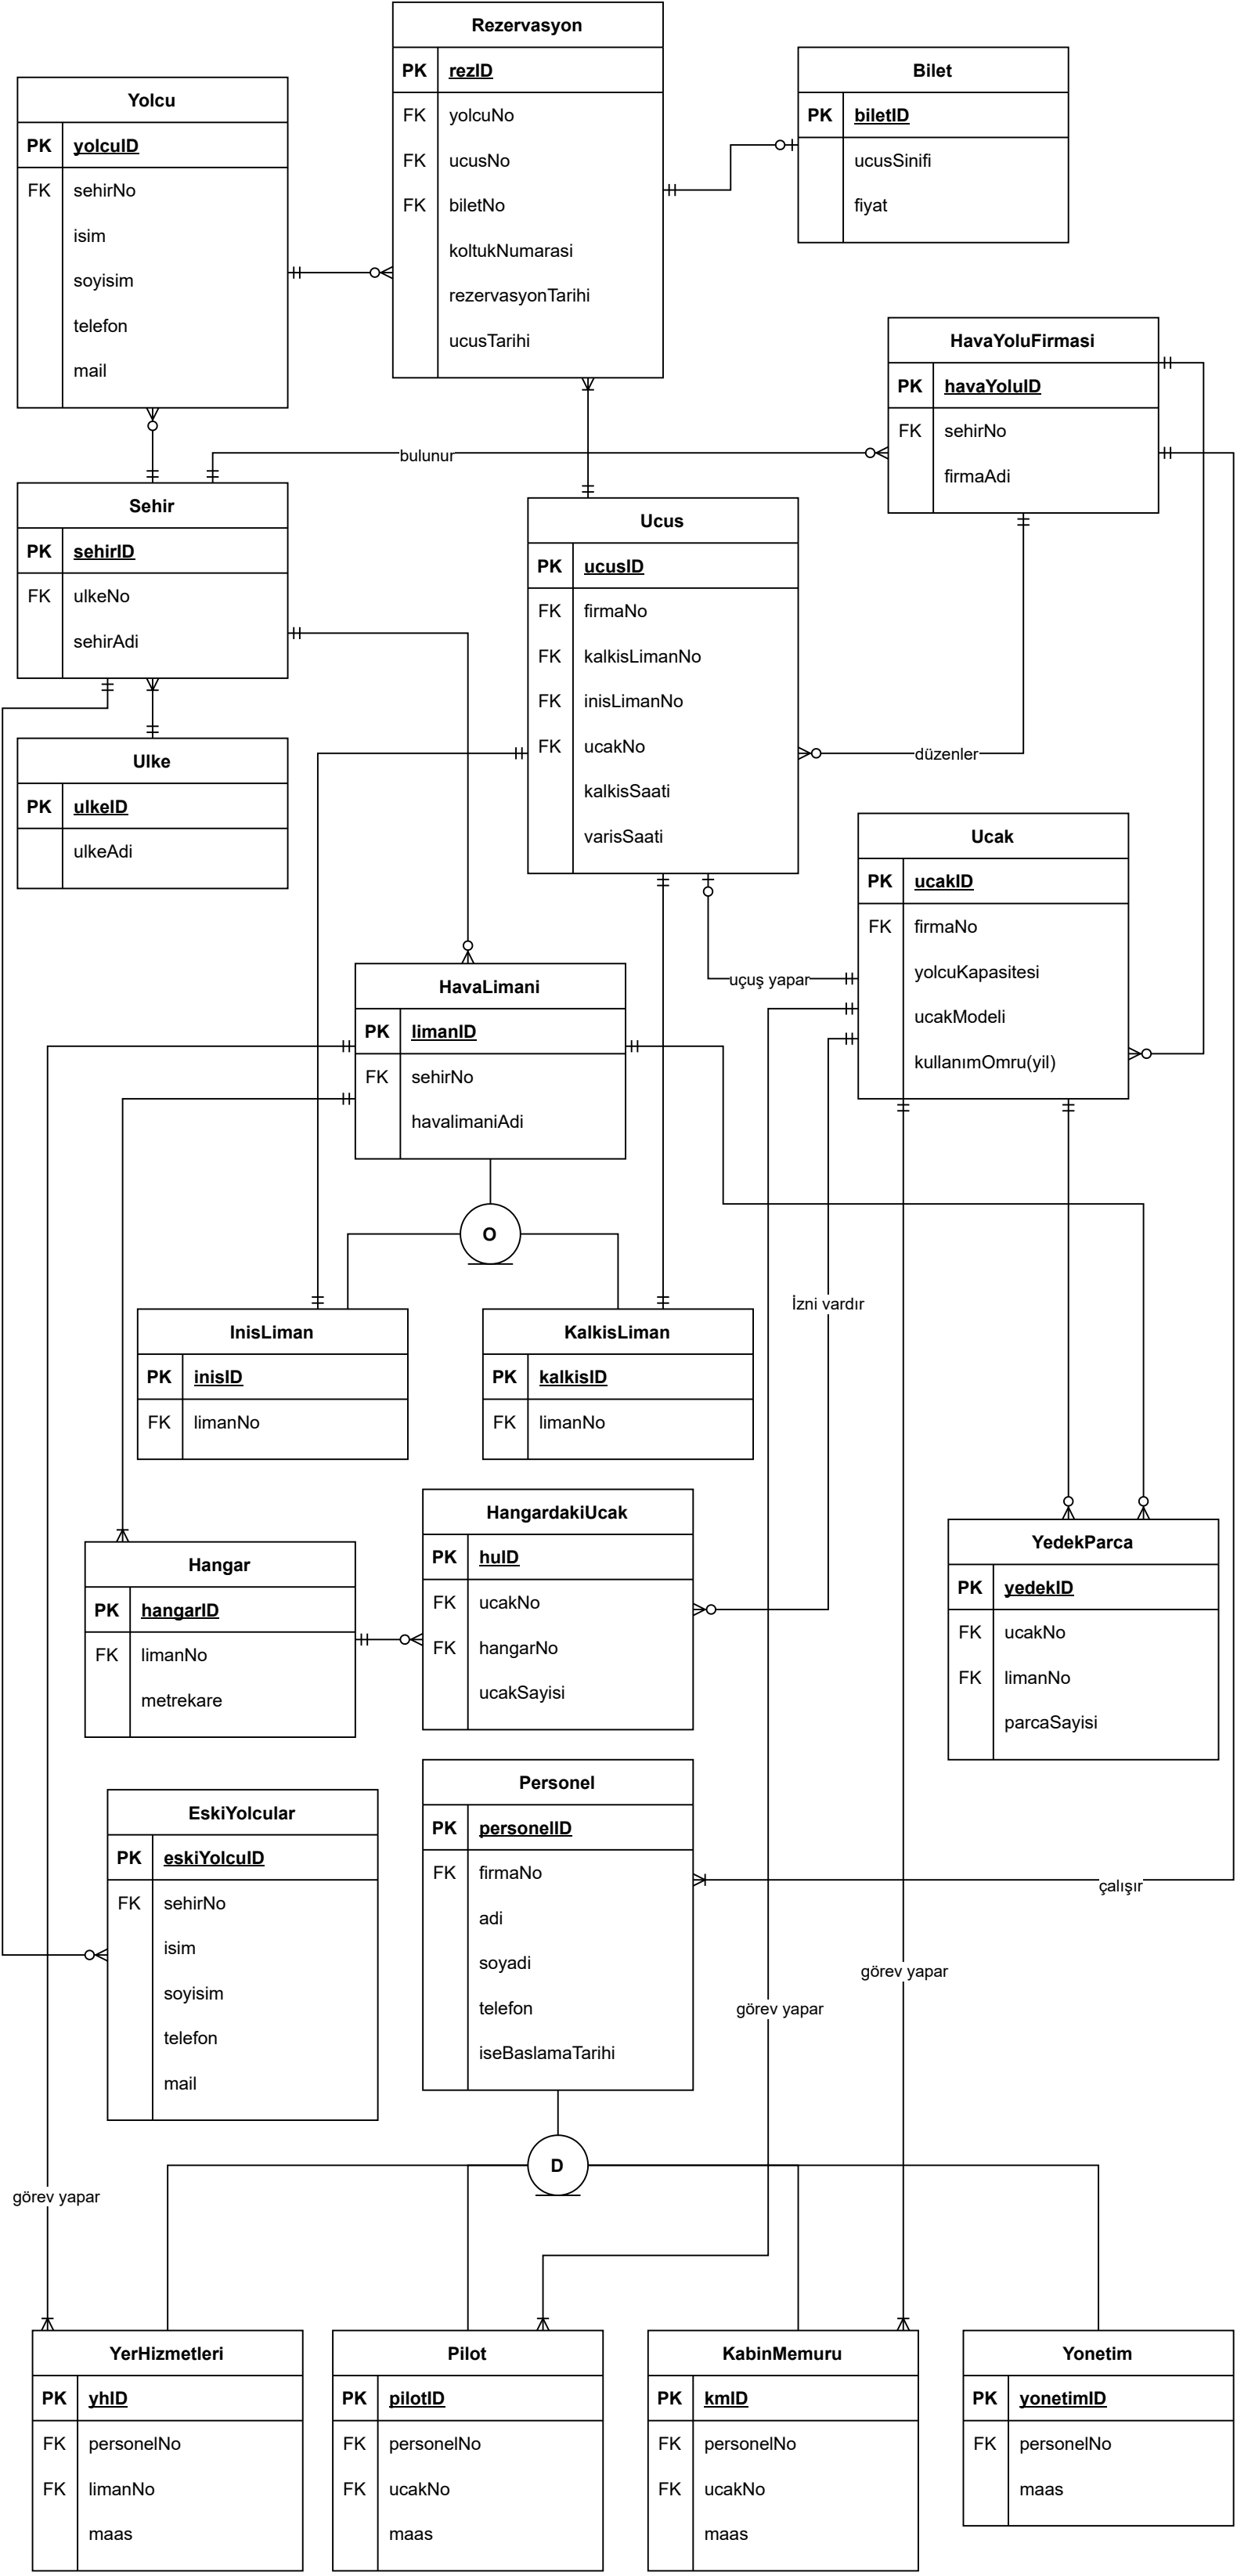 Rezervasyon
PK rezID
FK yolcuNo
FK ucusNo
FK biletNo
koltukNumarasi
rezervasyonTarihi
ucusTarihi
Bilet
PK biletID
ucusSinifi
fiyat
Yolcu
PK yolcuID
FK sehirNo
isim
soyisim
telefon
mail
HavaYoluFirmasi
PK havaYoluID
FK sehirNo
firmaAdi
bulunur
Sehir
PK sehirID
FK ulkeNo
sehirAdi
Ucus
PK ucusID
FK firmaNo
FK kalkisLimanNo
FK inisLimanNo
FK ucakNo
kalkisSaati
varisSaati
düzenler
Ulke
PK ulkeID
ulkeAdi
Ucak
PK ucakID
FK firmaNo
yolcuKapasitesi
ucakModeli
kullanımOmru(yil)
uçuş yapar
HavaLimani
PK limanID
FK sehirNo
havalimaniAdi
O
İzni vardır
InisLiman
PK inisID
FK limanNo
KalkisLiman
PK kalkisID
FK limanNo
HangardakiUcak
PK huID
FK ucakNo
FK hangarNo
ucakSayisi
YedekParca
PK yedekID
FK ucakNo
FK limanNo
parcaSayisi
Hangar
PK hangarID
FK limanNo
metrekare
Personel
PK personelID
FK firmaNo
adi
soyadi
telefon
iseBaslamaTarihi
çalışır
EskiYolcular
PK eskiYolcuID
FK sehirNo
isim
soyisim
telefon
mail
görev yapar
görev yapar
D
görev yapar
YerHizmetleri
PK yhID
FK personelNo
FK limanNo
maas
Pilot
PK pilotID
FK personelNo
FK ucakNo
maas
KabinMemuru
PK kmID
FK personelNo
FK ucakNo
maas
Yonetim
PK yonetimID
FK personelNo
maas